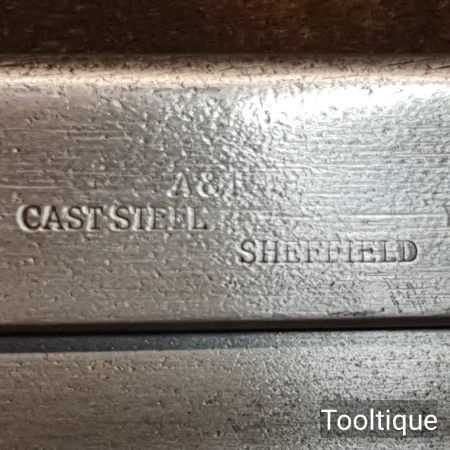 A &
CAST STEEL
SHEFFIELD
Tooltique